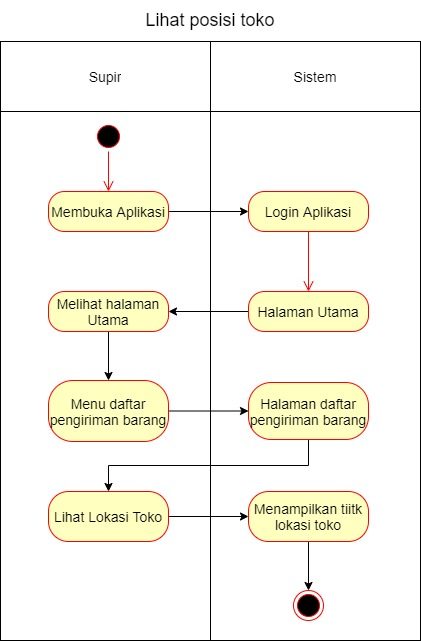 Lihat posisi toko
Supir
Sistem
Membuka Aplikasi
Login Aplikasi
Melihat halaman
Utama
Halaman Utama
Menu daftar
pengiriman barang
Halaman daftar
pengiriman barang
Lihat Lokasi Toko
Menampilkan tiitk
lokasi toko